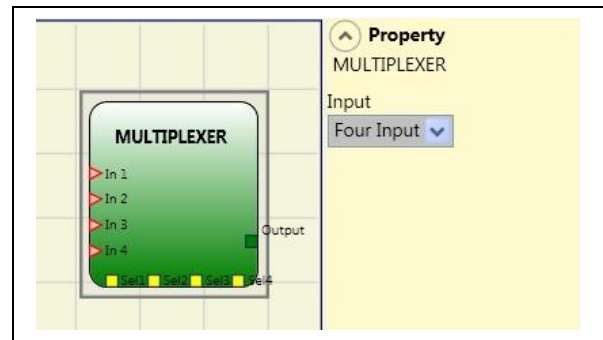 MULTIPLEXER
In 1
In 2
In 3
In 4
Output
Sel1 Sel2 Sel3 Sel4
Property
MULTIPLEXER
Input
Four Input